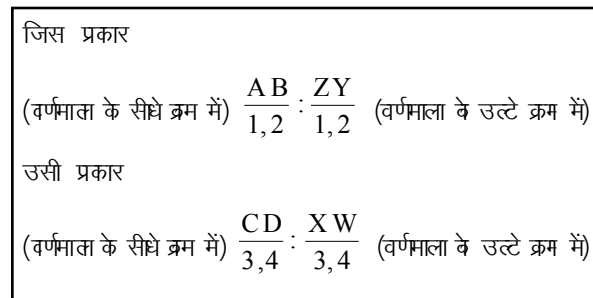 जिस प्रकार
(वर्णमाला के सीधे क्रम में) AB/1,2 : ZY/1,2 (वर्णमाला के उल्टे क्रम में)
उसी प्रकार
(वर्णमाला के सीधे क्रम में) CD/3,4 : XW/3,4 (वर्णमाला के उल्टे क्रम में)